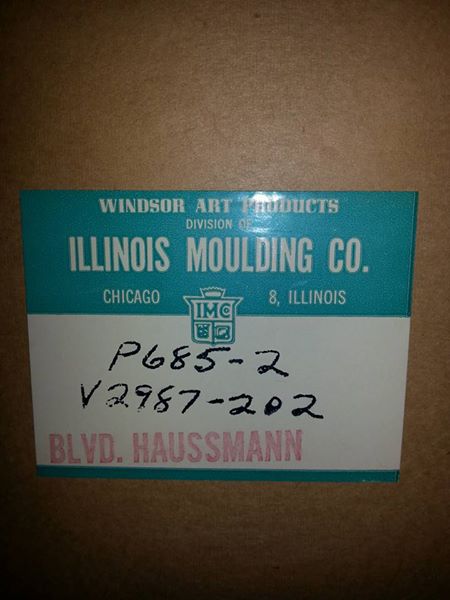 WINDSOR ART PRODUCTS
DIVISION OF
ILLINOIS MOULDING CO.
CHICAGO 8, ILLINOIS
IMC
P685-2
V2987-202
BLVD. HAUSSMANN